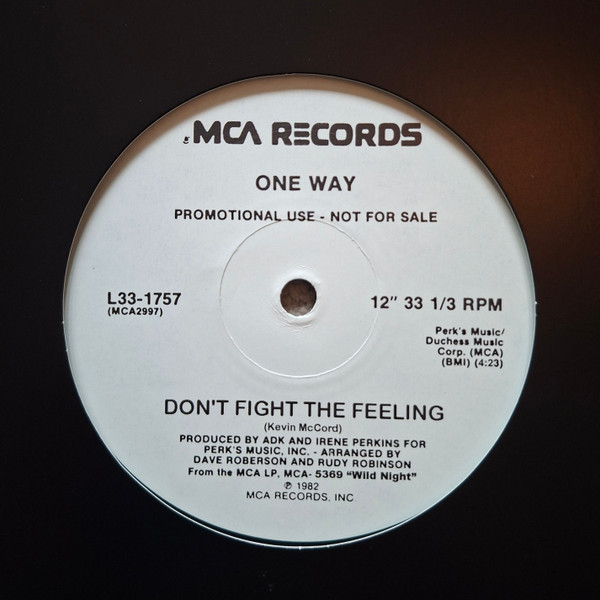 MCA RECORDS
ONE WAY
PROMOTIONAL USE - NOT FOR SALE
L33-1757
(MCA2997)
12" 33 1/3 RPM
Perk's Music/
Duchess Music
Corp. (MCA)
(BMI) (4:23)
DON'T FIGHT THE FEELING
(Kevin McCord)
PRODUCED BY ADK AND IRENE PERKINS FOR
PERK'S MUSIC, INC. - ARRANGED BY
DAVE ROBERSON AND RUDY ROBINSON
From the MCA LP, MCA- 5369 "Wild Night"
℗ 1982
MCA RECORDS, INC.